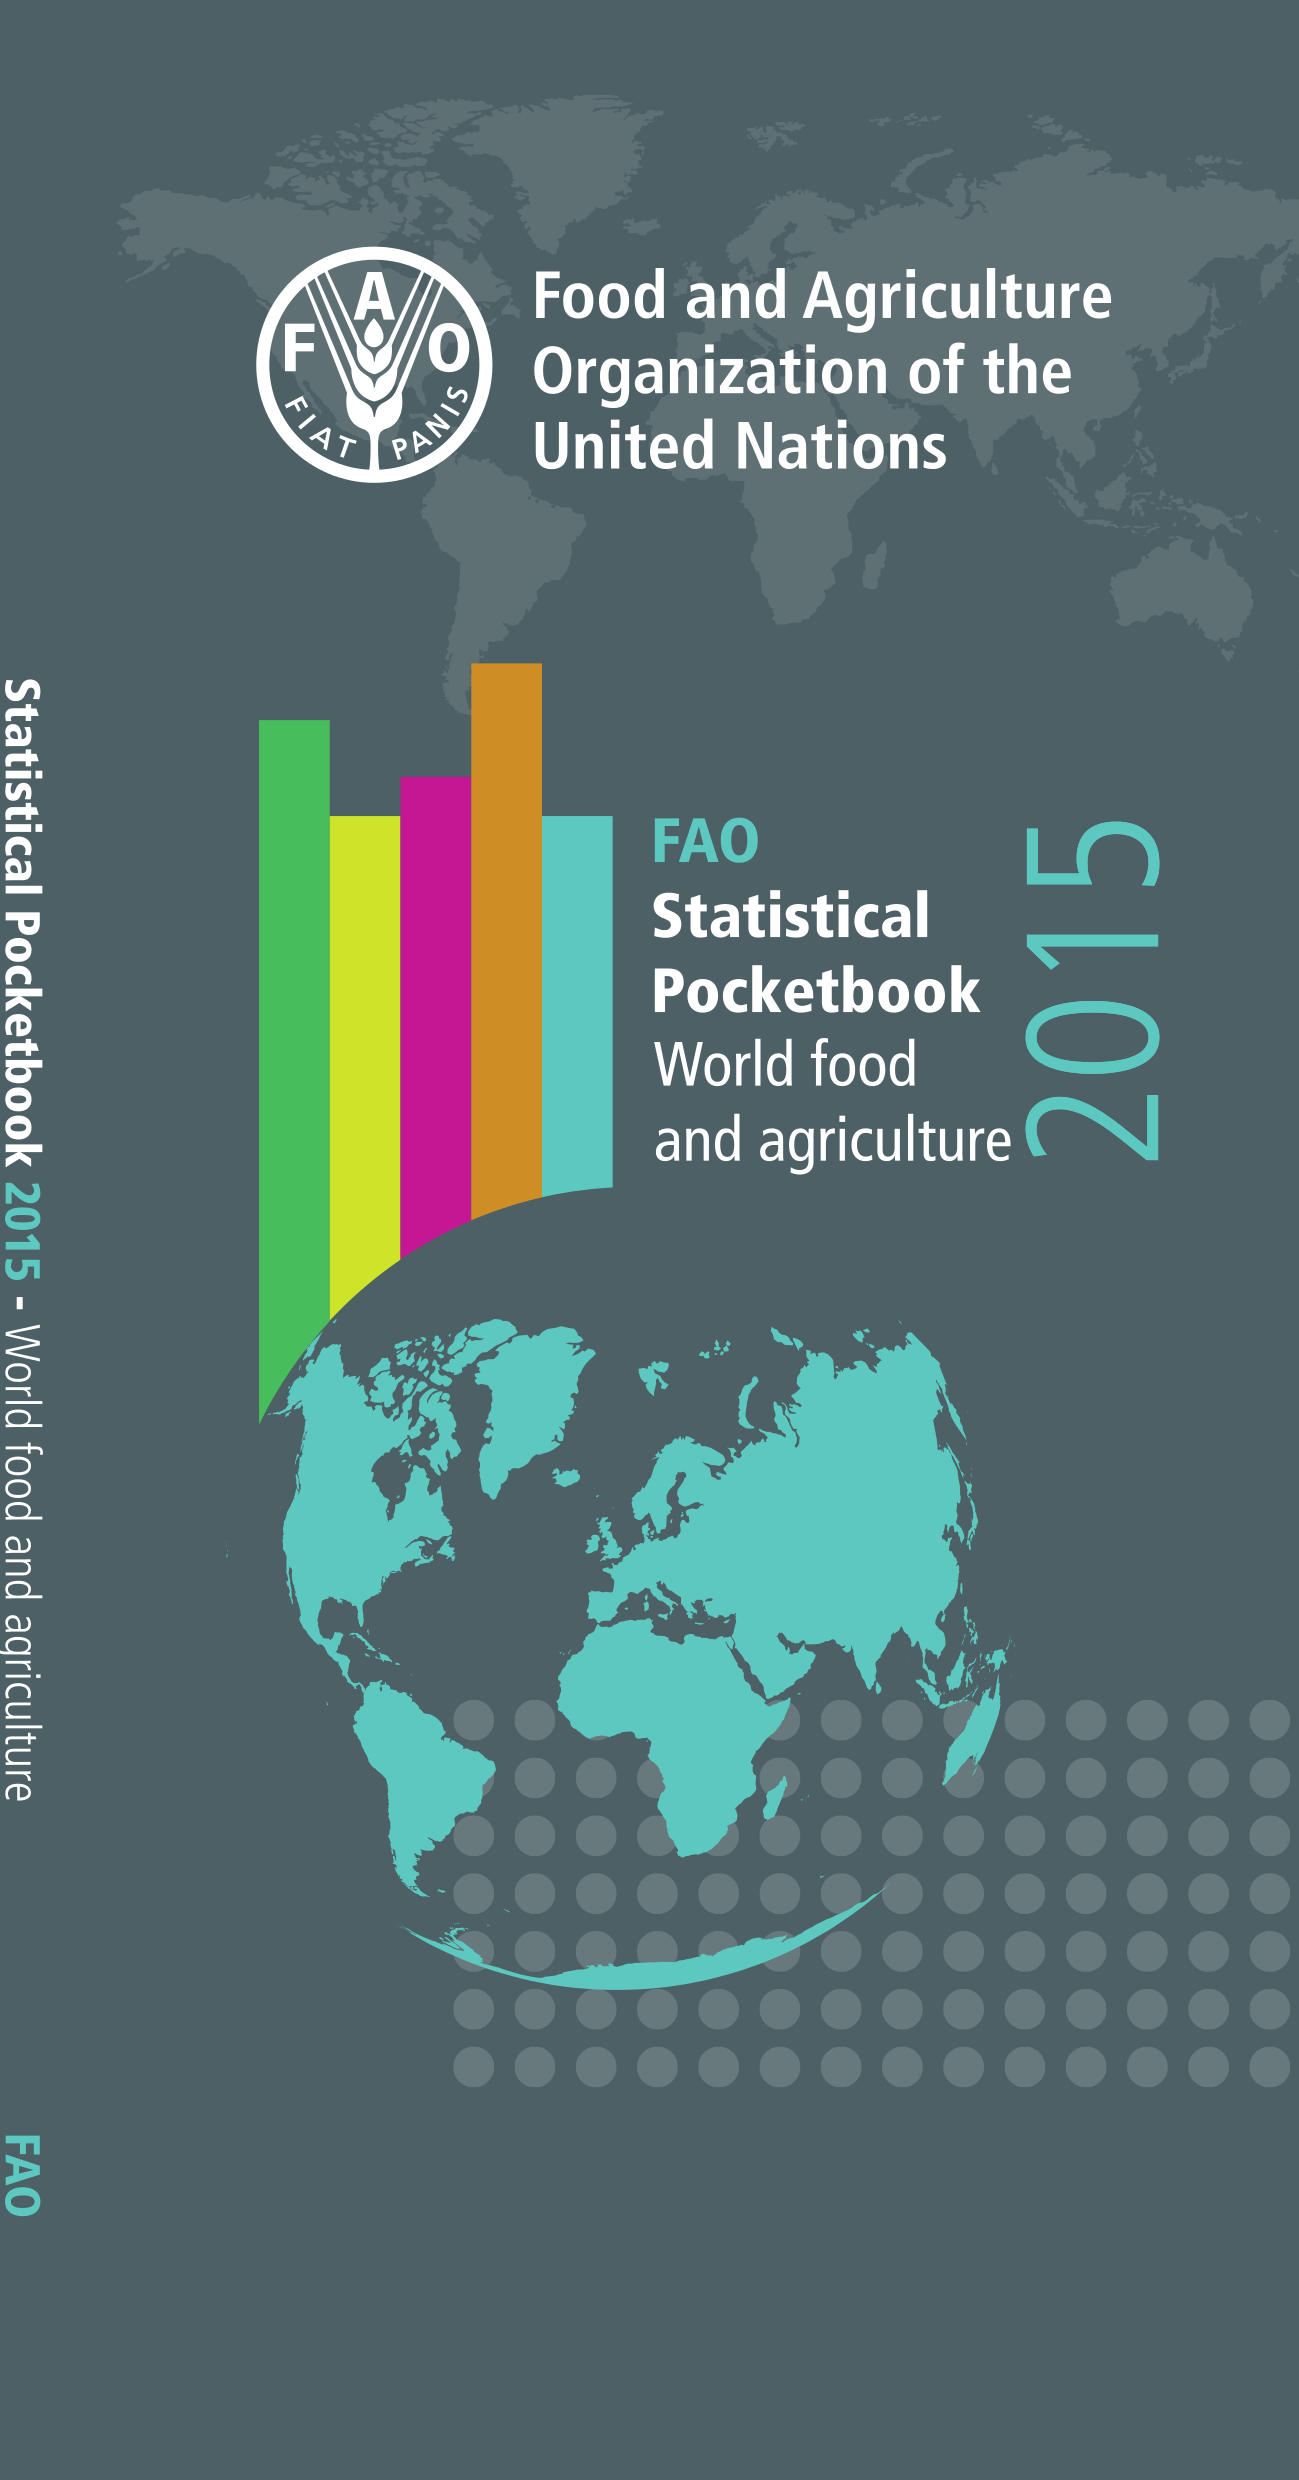 F A O
FIAT PANIS
Food and Agriculture
Organization of the
United Nations
FAO
Statistical
Pocketbook
World food
and agriculture
2015
Statistical Pocketbook 2015 - World food and agriculture
FAO